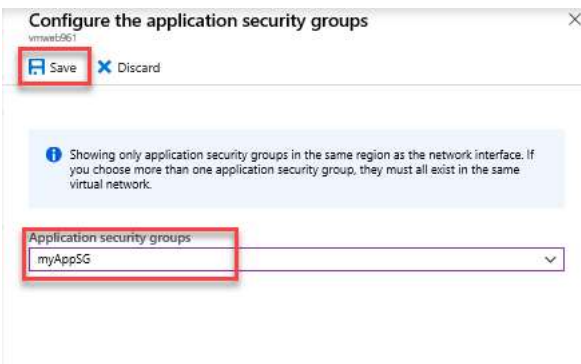 Configure the application security groups
vmweb961
Save Discard
Showing only application security groups in the same region as the network interface. If
you choose more than one application security group, they must all exist in the same
virtual network.
Application security groups
myAppSG